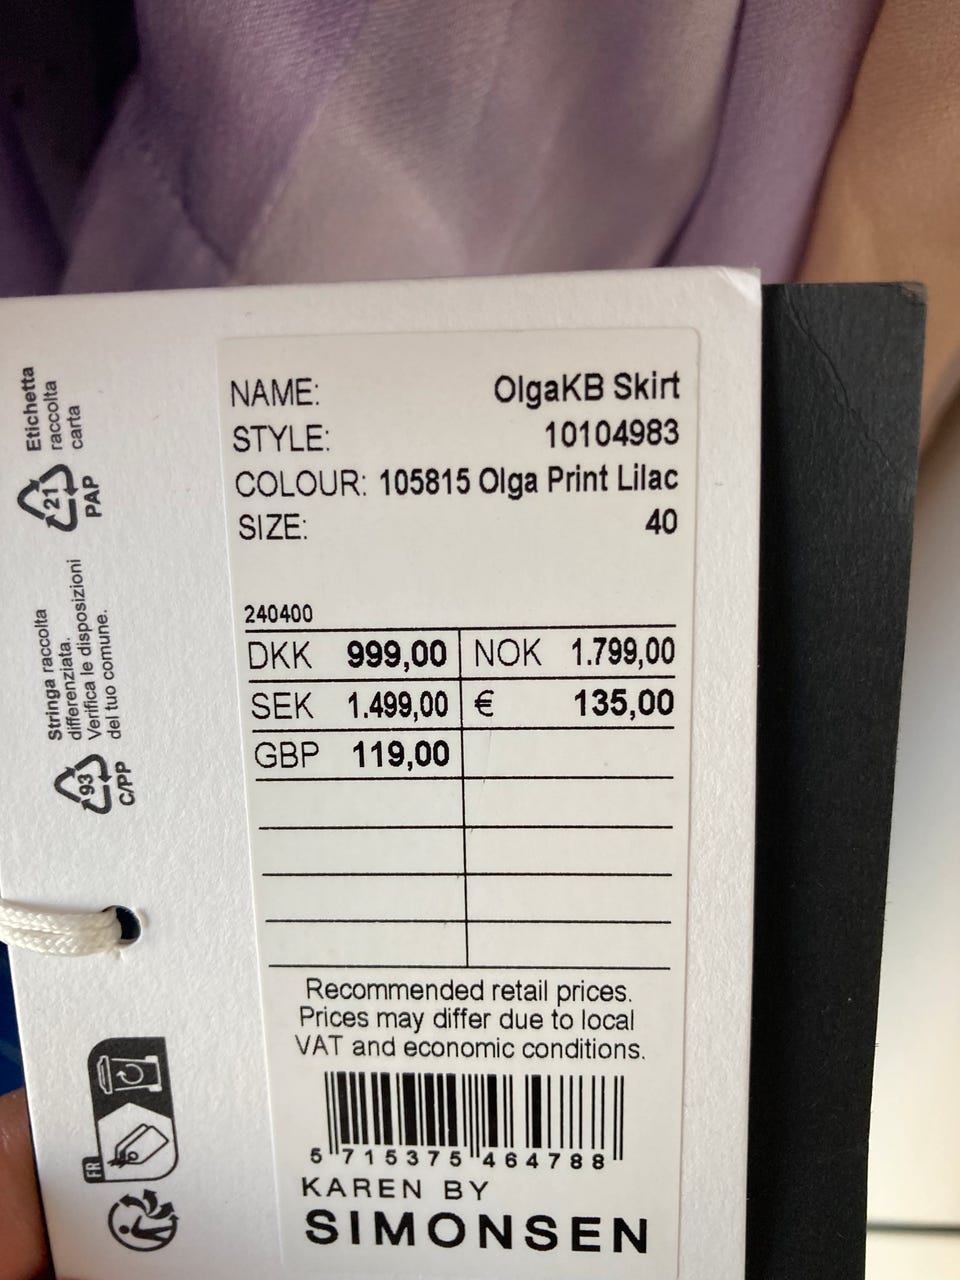 NAME: OlgaKB Skirt
STYLE: 10104983
COLOUR: 105815 Olga Print Lilac
SIZE: 40
240400
DKK 999,00 NOK 1.799,00
SEK 1.499,00 € 135,00
GBP 119,00
Recommended retail prices.
Prices may differ due to local
VAT and economic conditions.
5 715375 464788
KAREN BY
SIMONSEN
Etichetta
raccolta
carta
21
PAP
Stringa raccolta
differenziata.
Verifica le disposizioni
del tuo comune.
93
C/PP
FR